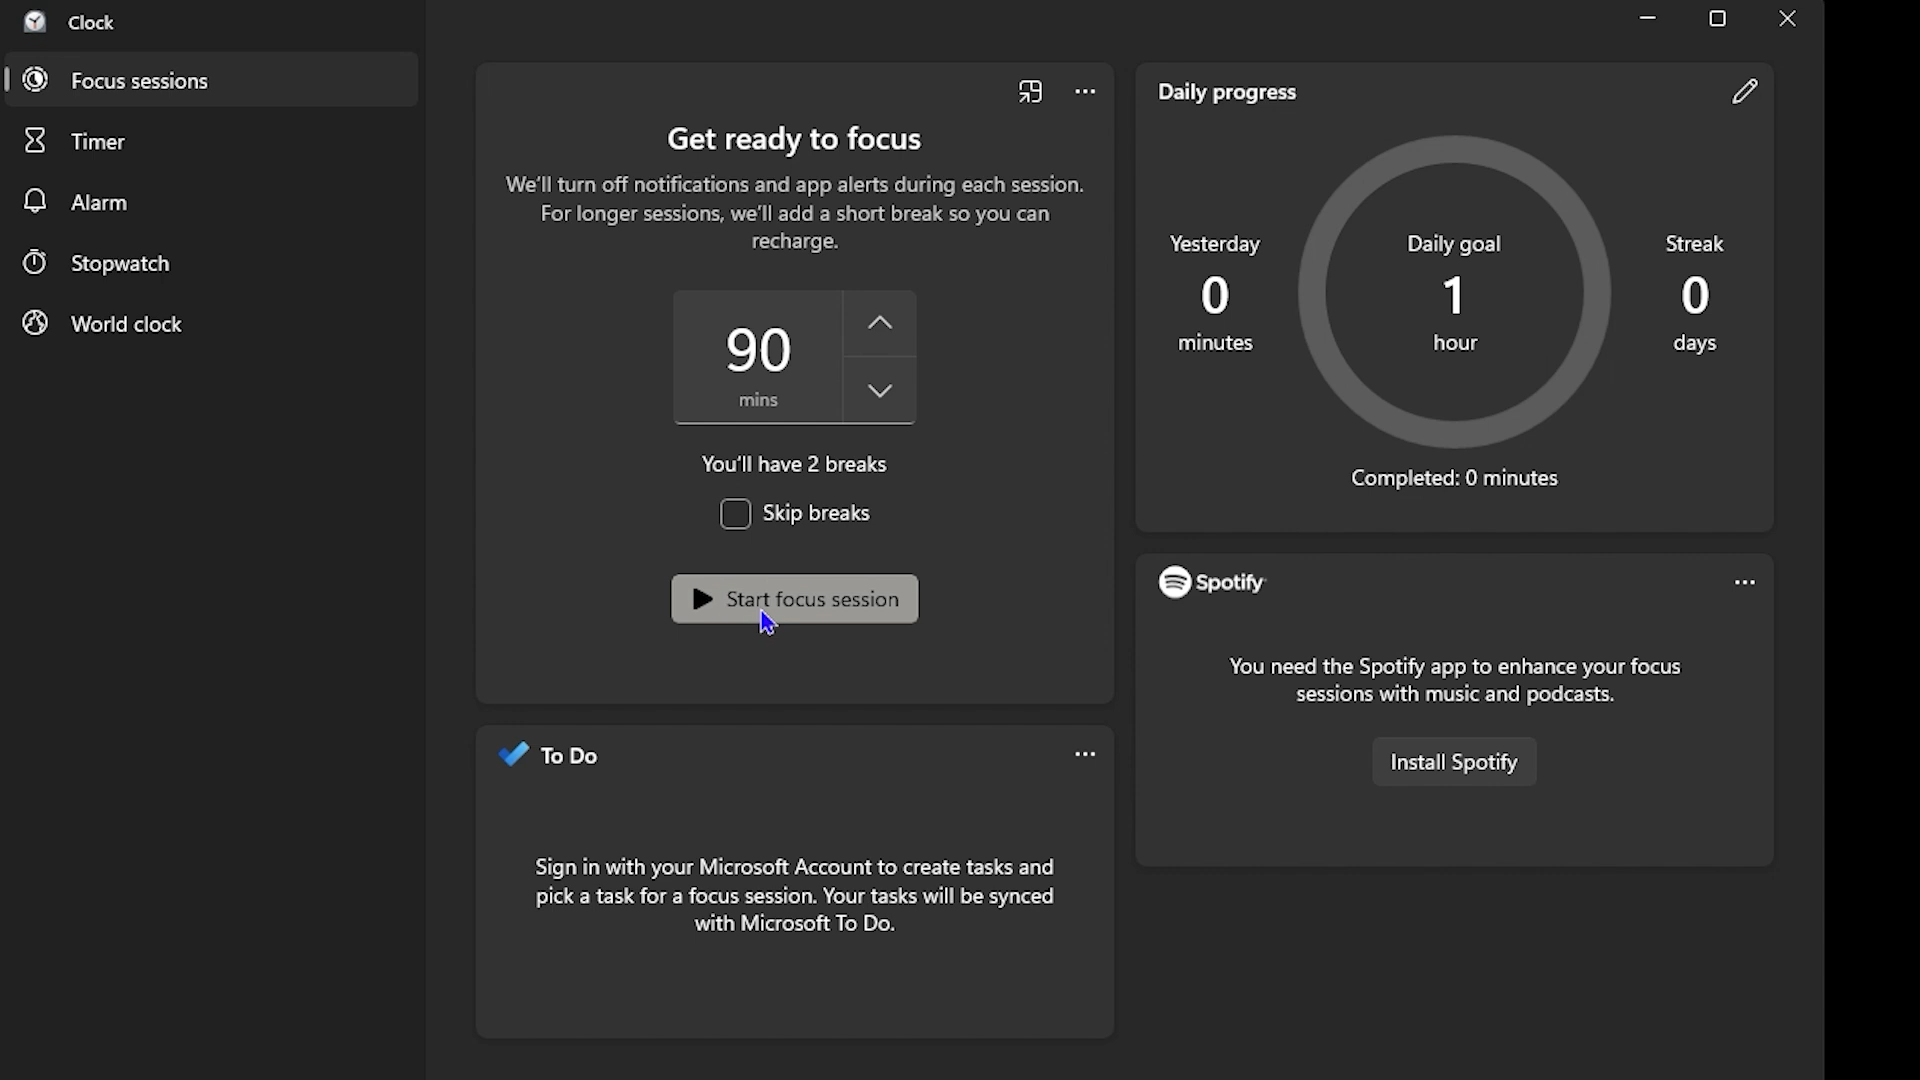 Clock
Focus sessions
Timer
Alarm
Stopwatch
World clock
Get ready to focus
We'll turn off notifications and app alerts during each session.
For longer sessions, we'll add a short break so you can
recharge.
90
mins
You'll have 2 breaks
Skip breaks
Start focus session
To Do
Sign in with your Microsoft Account to create tasks and
pick a task for a focus session. Your tasks will be synced
with Microsoft To Do.
Daily progress
Yesterday
0
minutes
Daily goal
1
hour
Streak
0
days
Completed: 0 minutes
Spotify
You need the Spotify app to enhance your focus
sessions with music and podcasts.
Install Spotify